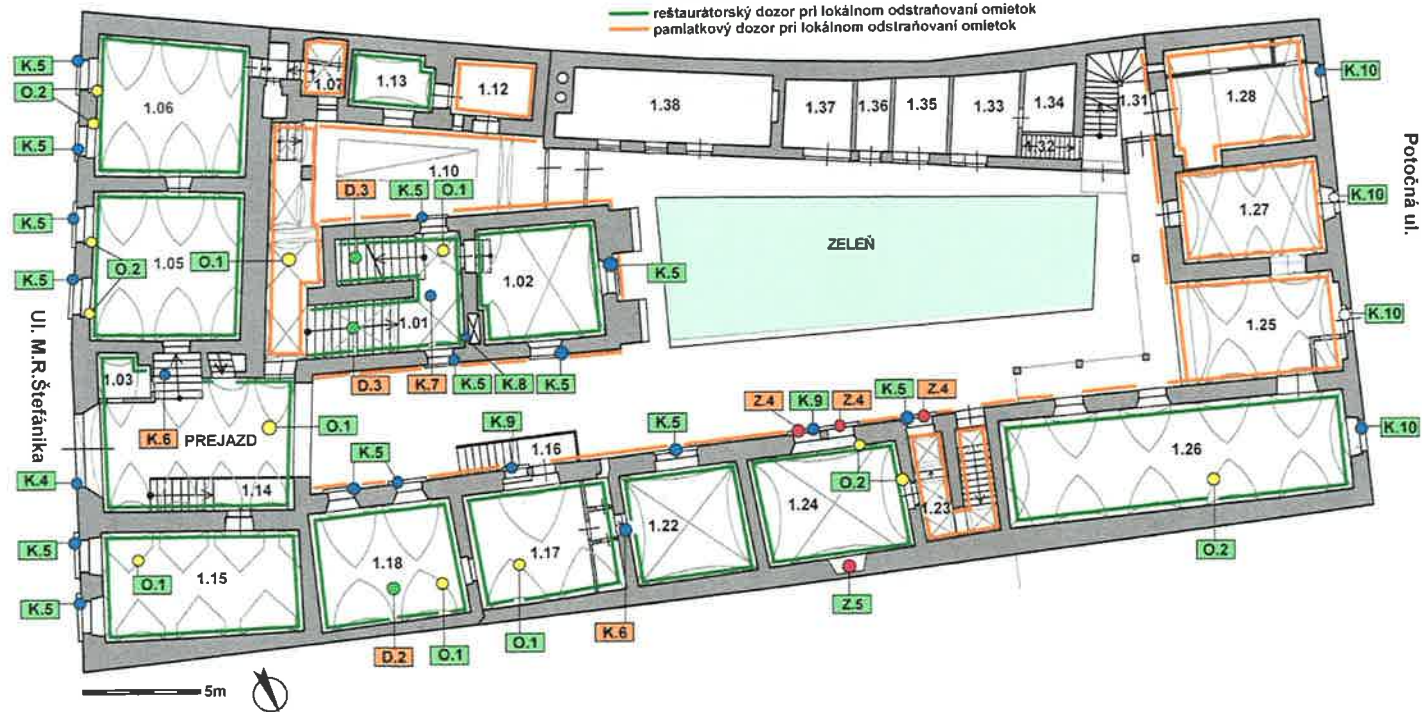 reštaurátorský dozor pri lokálnom odstraňovaní omietok
pamiatkový dozor pri lokálnom odstraňovaní omietok
K.5
O.2
K.5
1.06
1.07
1.13
1.12
1.38
1.37
1.36
1.35
1.33
1.34
1.32
1.31
1.28
K.10
Potočná ul.
1.10
D.3
K.5
O.1
K.5
O.2
K.5
1.05
O.1
1.02
K.5
ZELEŇ
1.27
K.10
1.01
1.25
K.10
Ul. M.R.Štefánika
1.03
D.3
K.7
K.5
K.8
K.5
K.6
PREJAZD
O.1
K.4
1.14
K.5
K.9
1.16
K.5
Z.4
K.9
Z.4
K.5
Z.4
O.2
1.26
K.10
O.2
K.5
O.1
1.15
K.5
1.18
D.2
O.1
1.17
O.1
K.6
1.22
1.24
Z.5
1.23
5m